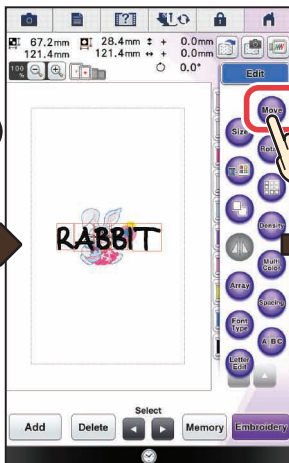 67.2mm 28.4mm + 0.0mm
121.4mm 121.4mm + 0.0mm
100 % 0.0°
Edit
Move
Size
Rotate
Density
Multi Color
Array
Spacing
Font Type
A BC
Letter Edit
RABBIT
Select
Add Delete Memory Embroidery